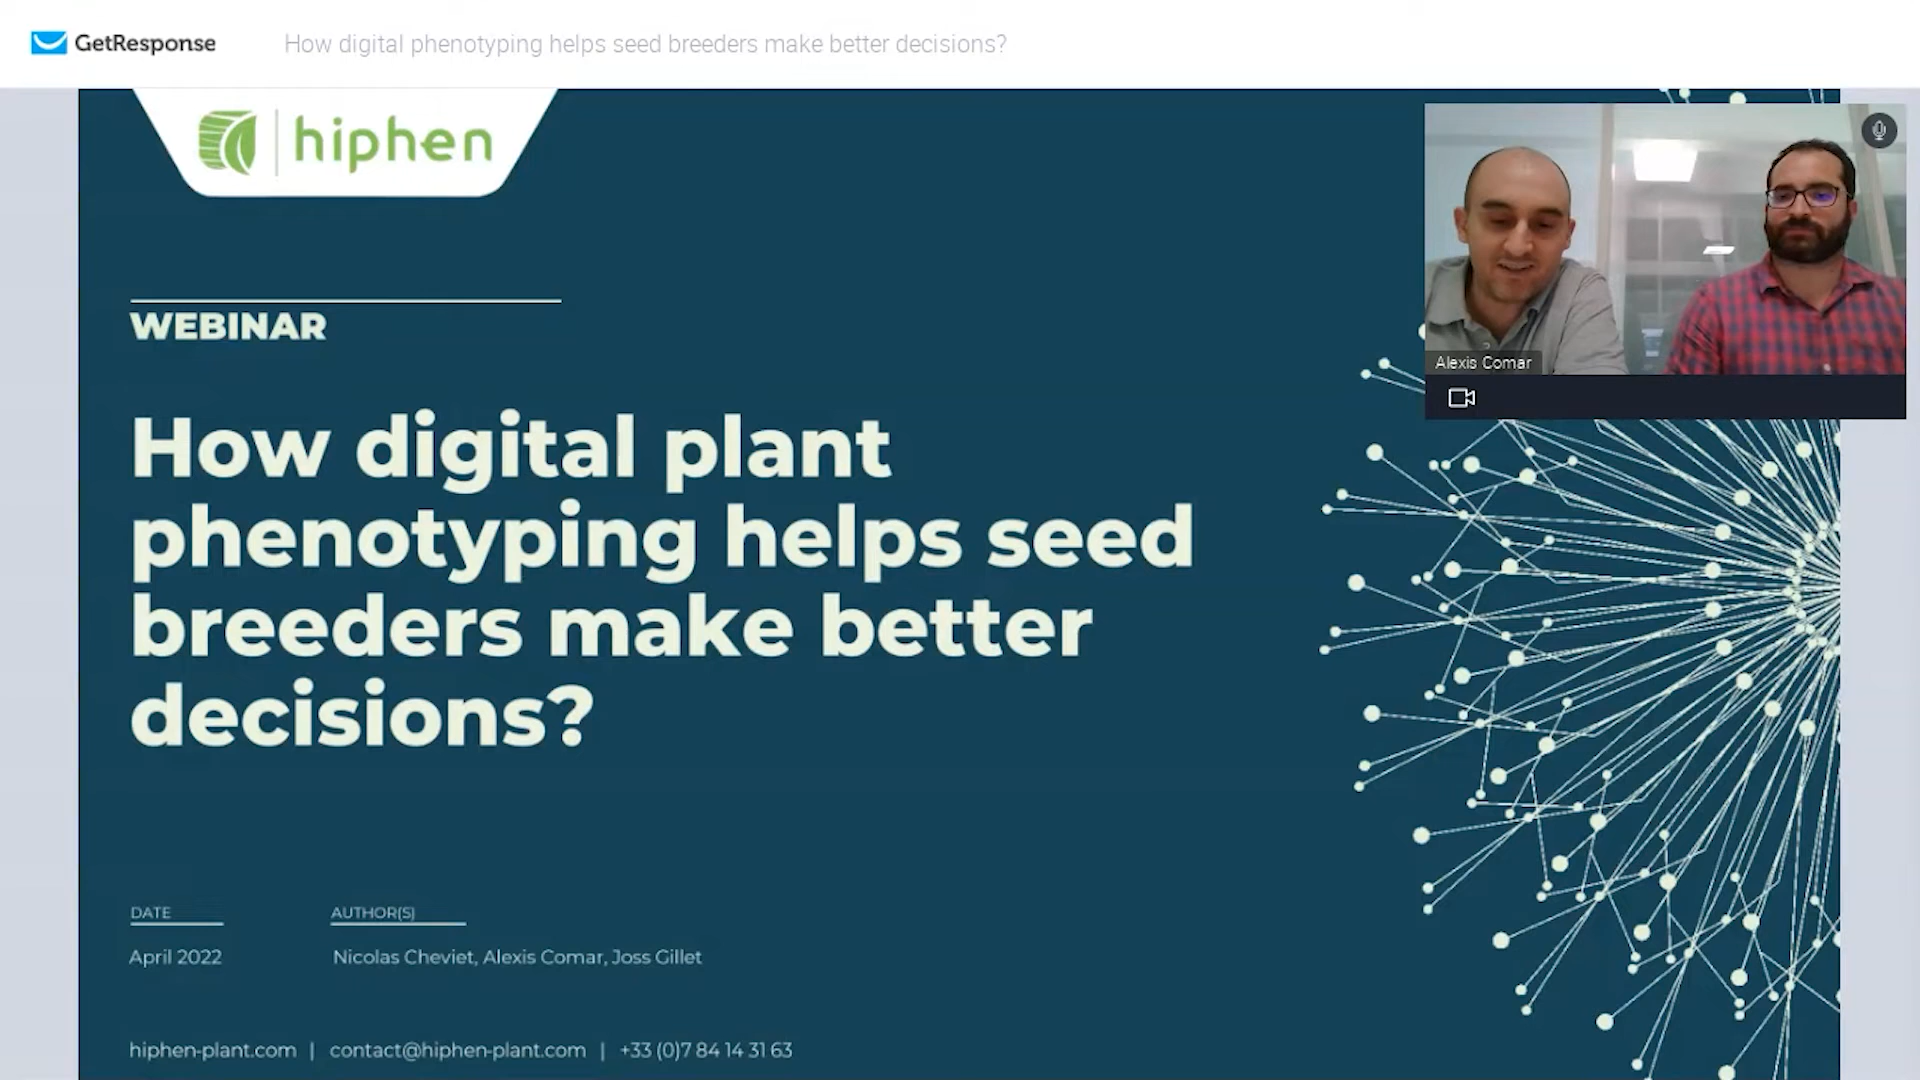 GetResponse
How digital phenotyping helps seed breeders make better decisions?
hiphen
WEBINAR
How digital plant
phenotyping helps seed
breeders make better
decisions?
Alexis Comar
DATE
AUTHOR(S)
April 2022
Nicolas Cheviet, Alexis Comar, Joss Gillet
hiphen-plant.com | contact@hiphen-plant.com | +33 (0)7 84 14 31 63